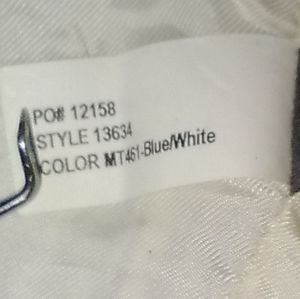 PO# 12158
STYLE 13634
COLOR MT461-Blue/White